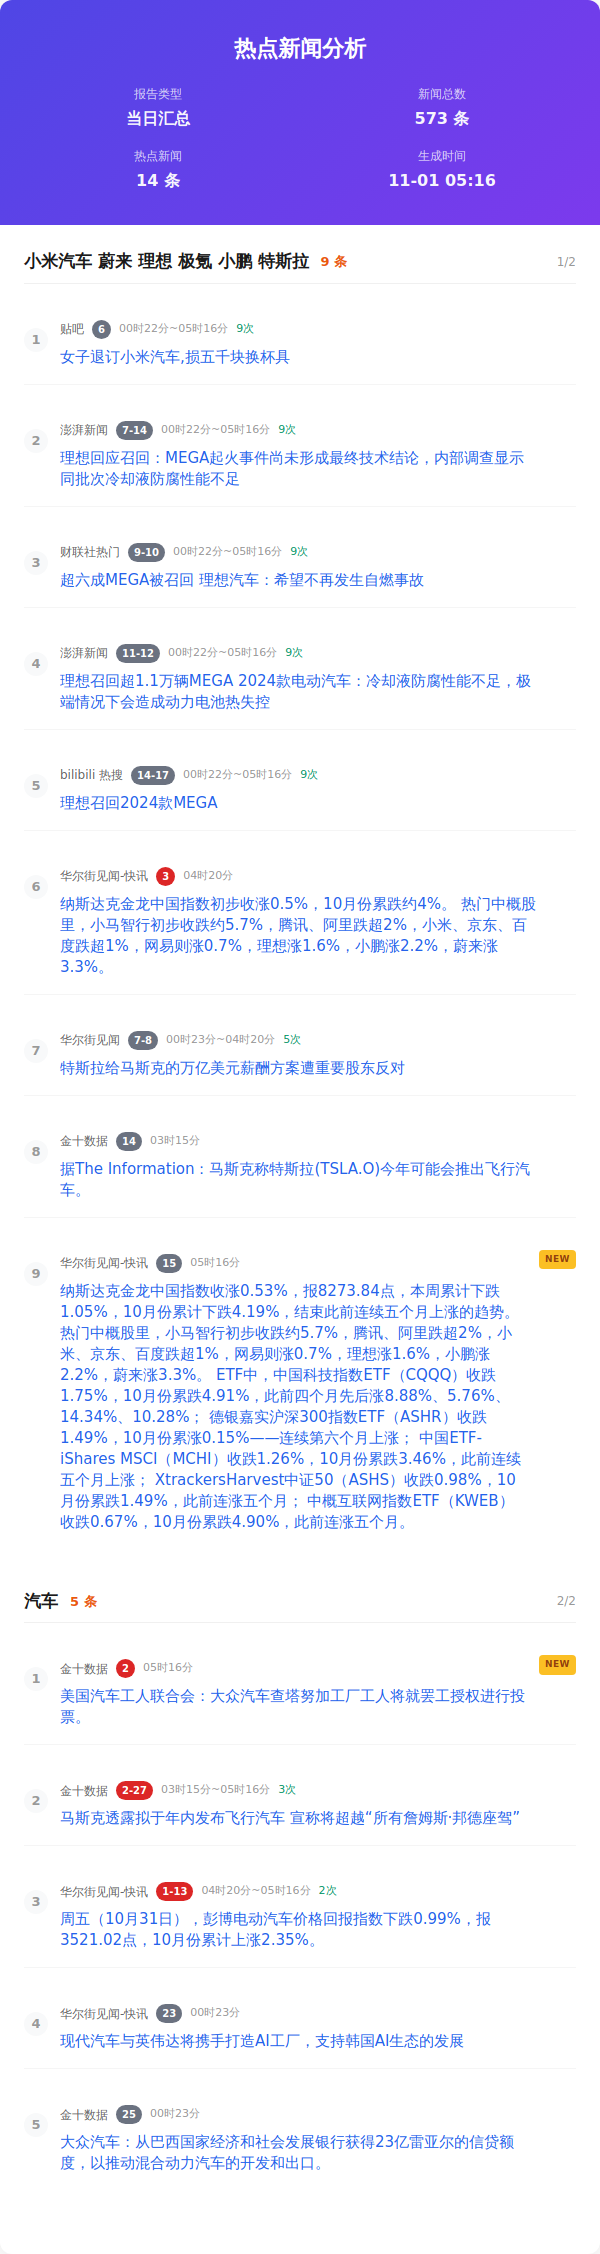 热点新闻分析
报告类型
新闻总数
当日汇总
573 条
热点新闻
生成时间
14 条
11-01 05:16
小米汽车 蔚来 理想 极氪 小鹏 特斯拉 9 条 1/2
1
贴吧 6 00时22分~05时16分 9次
女子退订小米汽车,损五千块换杯具
2
澎湃新闻 7-14 00时22分~05时16分 9次
理想回应召回：MEGA起火事件尚未形成最终技术结论，内部调查显示
同批次冷却液防腐性能不足
3
财联社热门 9-10 00时22分~05时16分 9次
超六成MEGA被召回 理想汽车：希望不再发生自燃事故
4
澎湃新闻 11-12 00时22分~05时16分 9次
理想召回超1.1万辆MEGA 2024款电动汽车：冷却液防腐性能不足，极
端情况下会造成动力电池热失控
5
bilibili 热搜 14-17 00时22分~05时16分 9次
理想召回2024款MEGA
6
华尔街见闻-快讯 3 04时20分
纳斯达克金龙中国指数初步收涨0.5%，10月份累跌约4%。 热门中概股
里，小马智行初步收跌约5.7%，腾讯、阿里跌超2%，小米、京东、百
度跌超1%，网易则涨0.7%，理想涨1.6%，小鹏涨2.2%，蔚来涨
3.3%。
7
华尔街见闻 7-8 00时23分~04时20分 5次
特斯拉给马斯克的万亿美元薪酬方案遭重要股东反对
8
金十数据 14 03时15分
据The Information：马斯克称特斯拉(TSLA.O)今年可能会推出飞行汽
车。
9
华尔街见闻-快讯 15 05时16分 NEW
纳斯达克金龙中国指数收涨0.53%，报8273.84点，本周累计下跌
1.05%，10月份累计下跌4.19%，结束此前连续五个月上涨的趋势。
热门中概股里，小马智行初步收跌约5.7%，腾讯、阿里跌超2%，小
米、京东、百度跌超1%，网易则涨0.7%，理想涨1.6%，小鹏涨
2.2%，蔚来涨3.3%。 ETF中，中国科技指数ETF（CQQQ）收跌
1.75%，10月份累跌4.91%，此前四个月先后涨8.88%、5.76%、
14.34%、10.28%； 德银嘉实沪深300指数ETF（ASHR）收跌
1.49%，10月份累涨0.15%——连续第六个月上涨； 中国ETF-
iShares MSCI（MCHI）收跌1.26%，10月份累跌3.46%，此前连续
五个月上涨； XtrackersHarvest中证50（ASHS）收跌0.98%，10
月份累跌1.49%，此前连涨五个月； 中概互联网指数ETF（KWEB）
收跌0.67%，10月份累跌4.90%，此前连涨五个月。
汽车 5 条 2/2
1
金十数据 2 05时16分 NEW
美国汽车工人联合会：大众汽车查塔努加工厂工人将就罢工授权进行投
票。
2
金十数据 2-27 03时15分~05时16分 3次
马斯克透露拟于年内发布飞行汽车 宣称将超越“所有詹姆斯·邦德座驾”
3
华尔街见闻-快讯 1-13 04时20分~05时16分 2次
周五（10月31日），彭博电动汽车价格回报指数下跌0.99%，报
3521.02点，10月份累计上涨2.35%。
4
华尔街见闻-快讯 23 00时23分
现代汽车与英伟达将携手打造AI工厂，支持韩国AI生态的发展
5
金十数据 25 00时23分
大众汽车：从巴西国家经济和社会发展银行获得23亿雷亚尔的信贷额
度，以推动混合动力汽车的开发和出口。